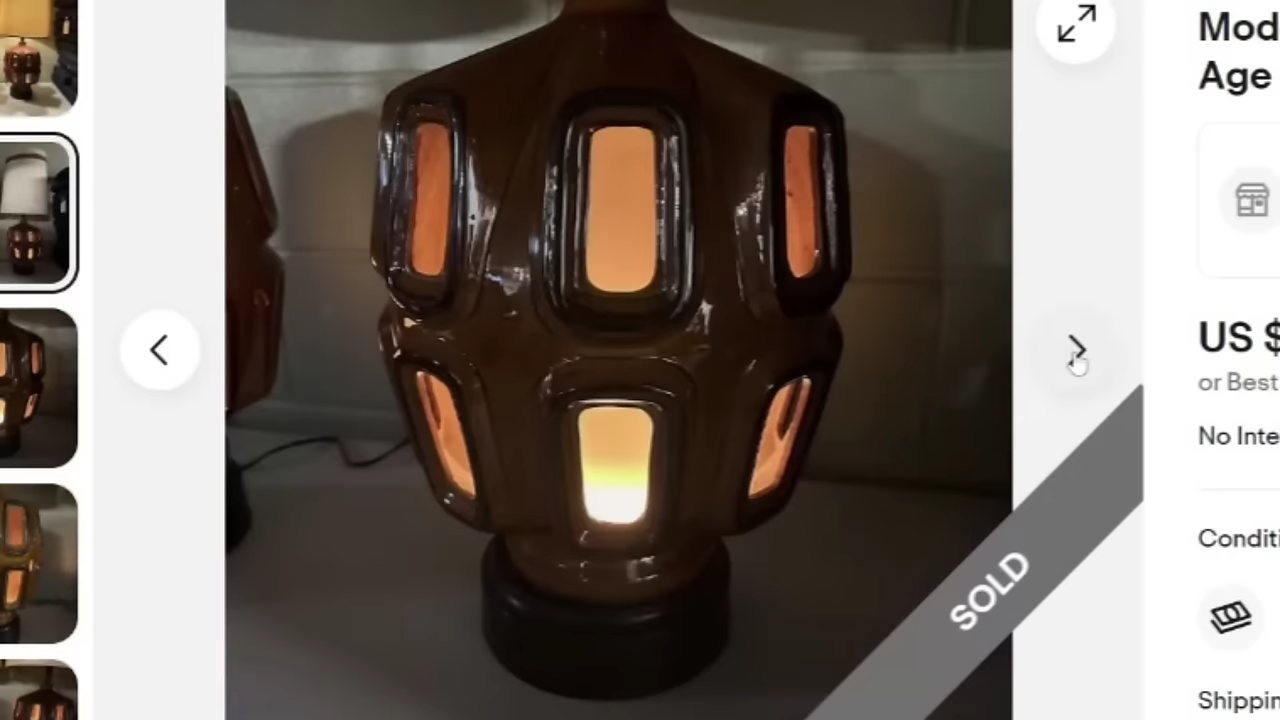 Mod
Age
US $
or Best
No Inte
Conditi
SOLD
Shippin